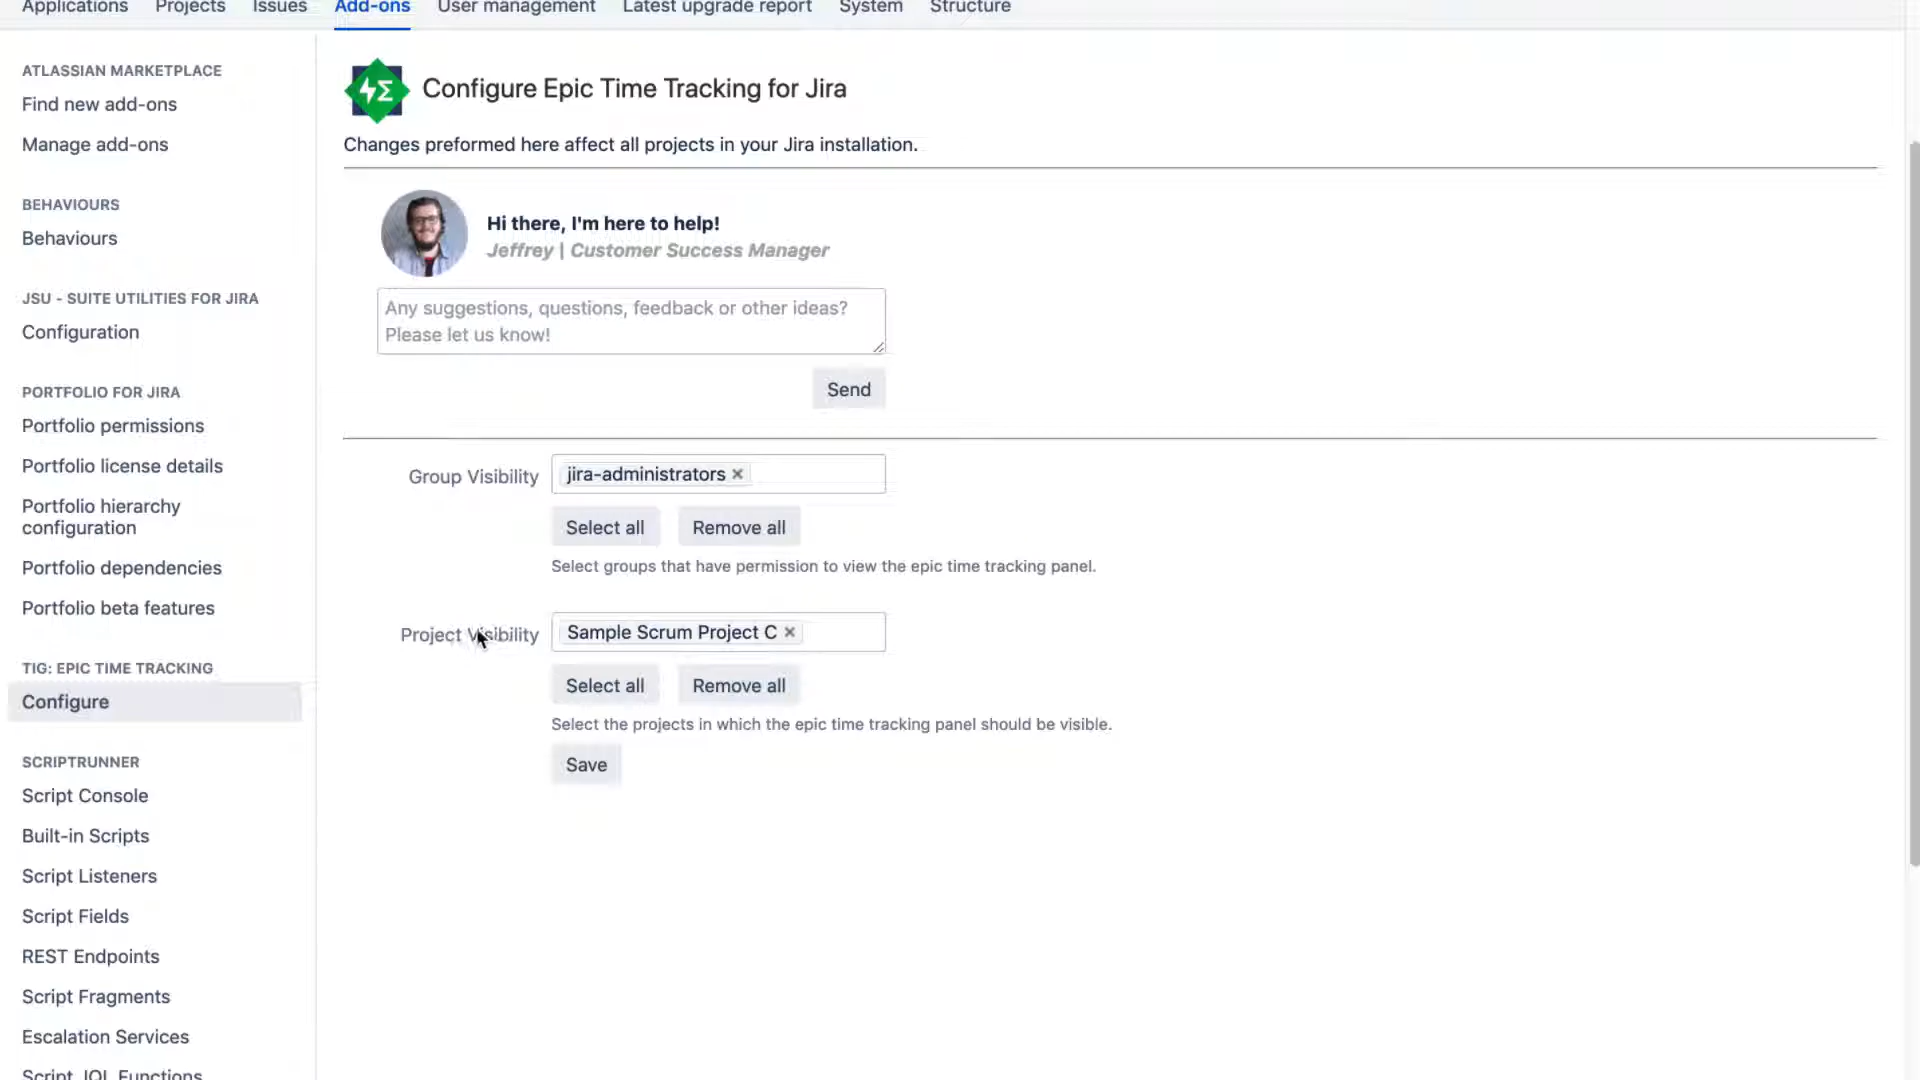 Applications Projects Issues Add-ons User management Latest upgrade report System Structure
ATLASSIAN MARKETPLACE
Find new add-ons
Manage add-ons
BEHAVIOURS
Behaviours
JSU - SUITE UTILITIES FOR JIRA
Configuration
PORTFOLIO FOR JIRA
Portfolio permissions
Portfolio license details
Portfolio hierarchy
configuration
Portfolio dependencies
Portfolio beta features
TIG: EPIC TIME TRACKING
Configure
SCRIPTRUNNER
Script Console
Built-in Scripts
Script Listeners
Script Fields
REST Endpoints
Script Fragments
Escalation Services
Script JQL Functions
Configure Epic Time Tracking for Jira
Changes preformed here affect all projects in your Jira installation.
Hi there, I'm here to help!
Jeffrey | Customer Success Manager
Any suggestions, questions, feedback or other ideas?
Please let us know!
Send
Group Visibility jira-administrators
Select all Remove all
Select groups that have permission to view the epic time tracking panel.
Project Visibility Sample Scrum Project C
Select all Remove all
Select the projects in which the epic time tracking panel should be visible.
Save